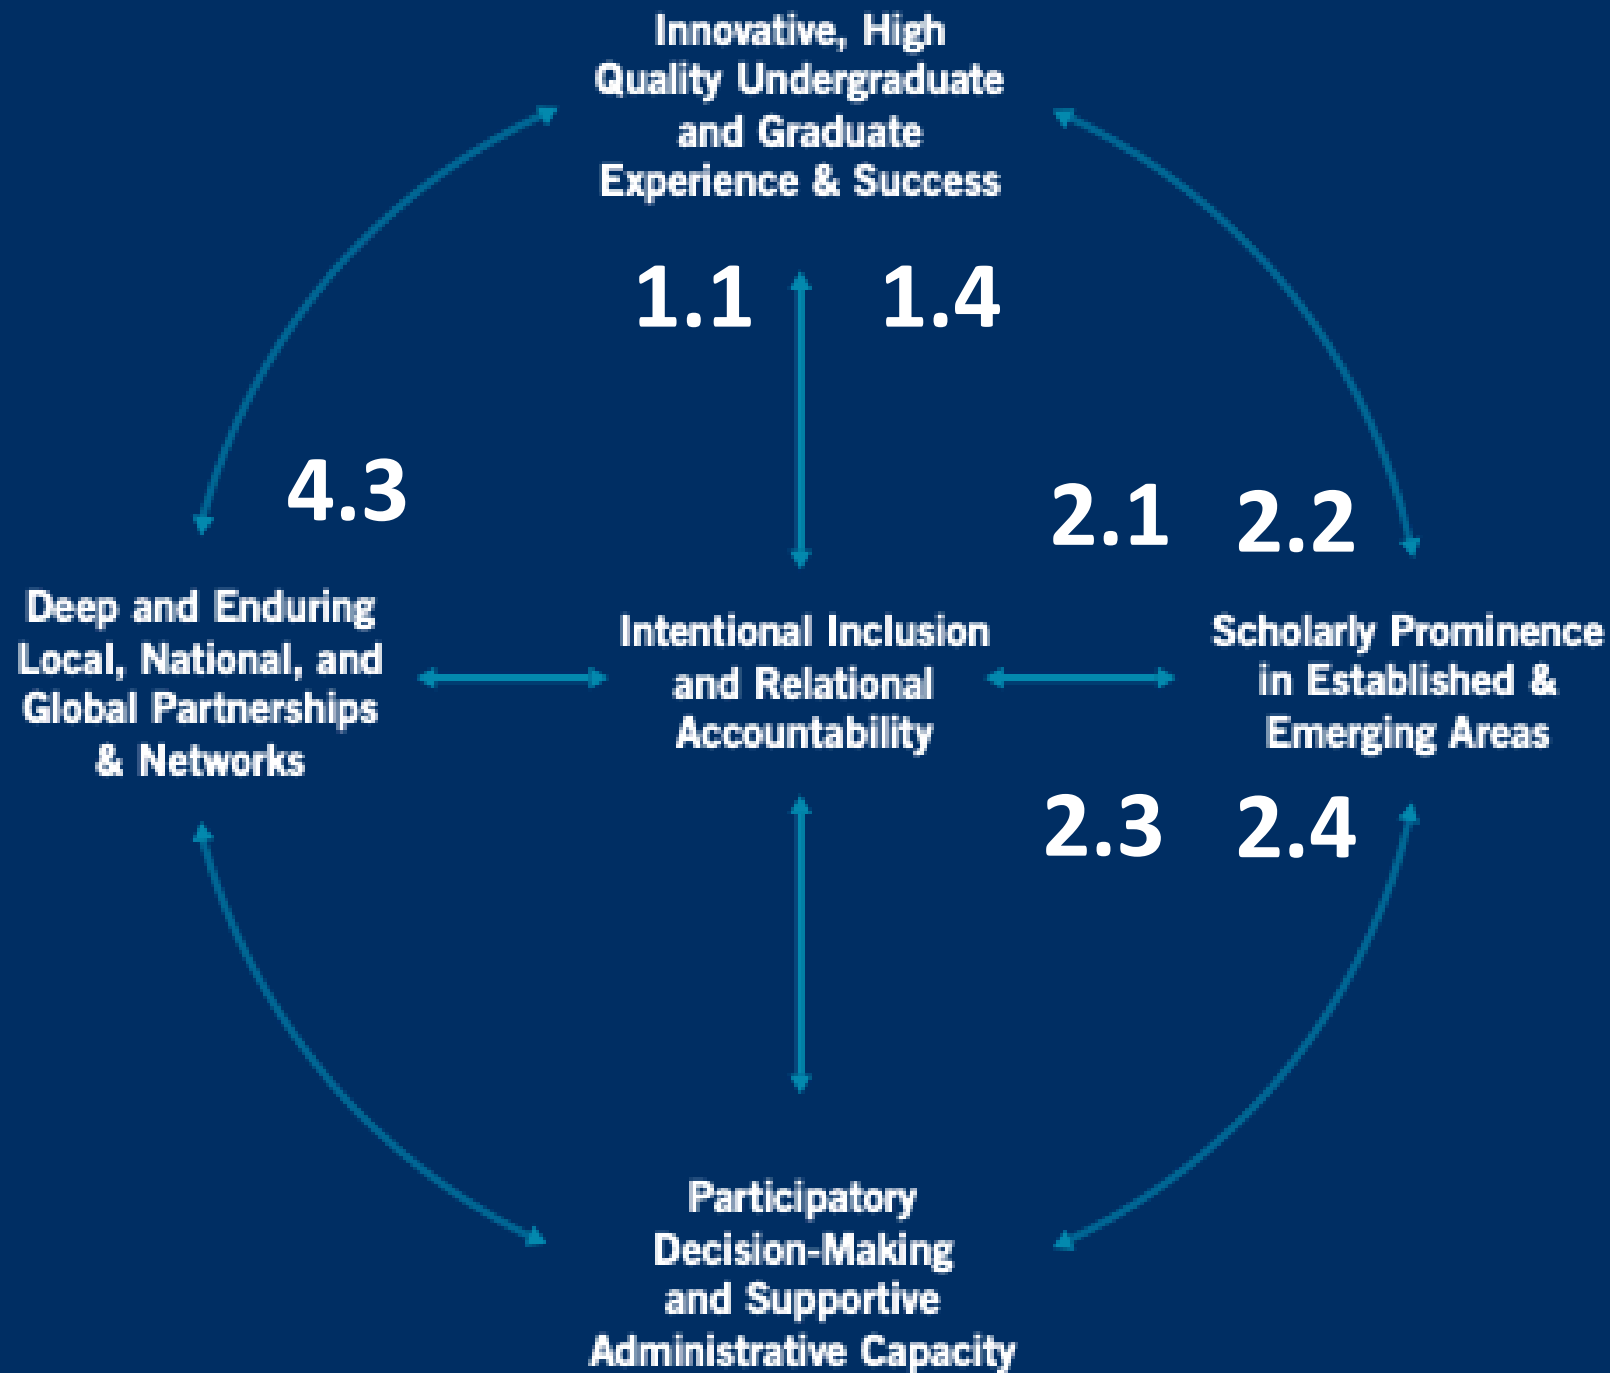 Innovative, High
Quality Undergraduate
and Graduate
Experience & Success
1.1 1.4
4.3
2.1 2.2
Deep and Enduring
Local, National, and
Global Partnerships
& Networks
Intentional Inclusion
and Relational
Accountability
Scholarly Prominence
in Established &
Emerging Areas
2.3 2.4
Participatory
Decision-Making
and Supportive
Administrative Capacity